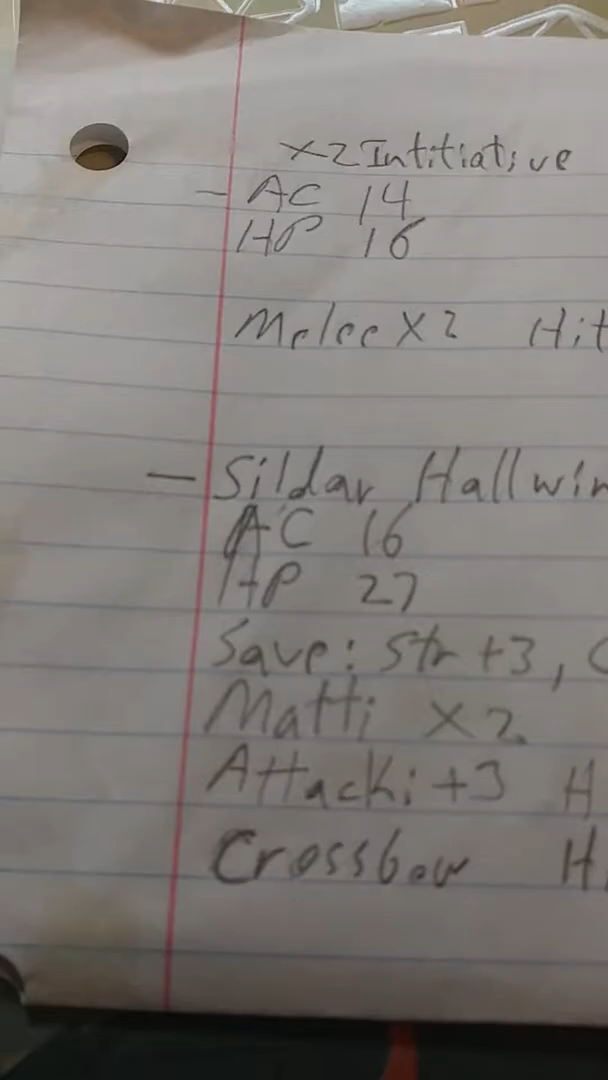 x2 Intitiative
- AC 14
HP 16
Melee x2 Hit
- Sildar Hallwin
AC 16
HP 27
Save: Str +3, C
Matti x2
Attack: +3 H
Crossbow Hi